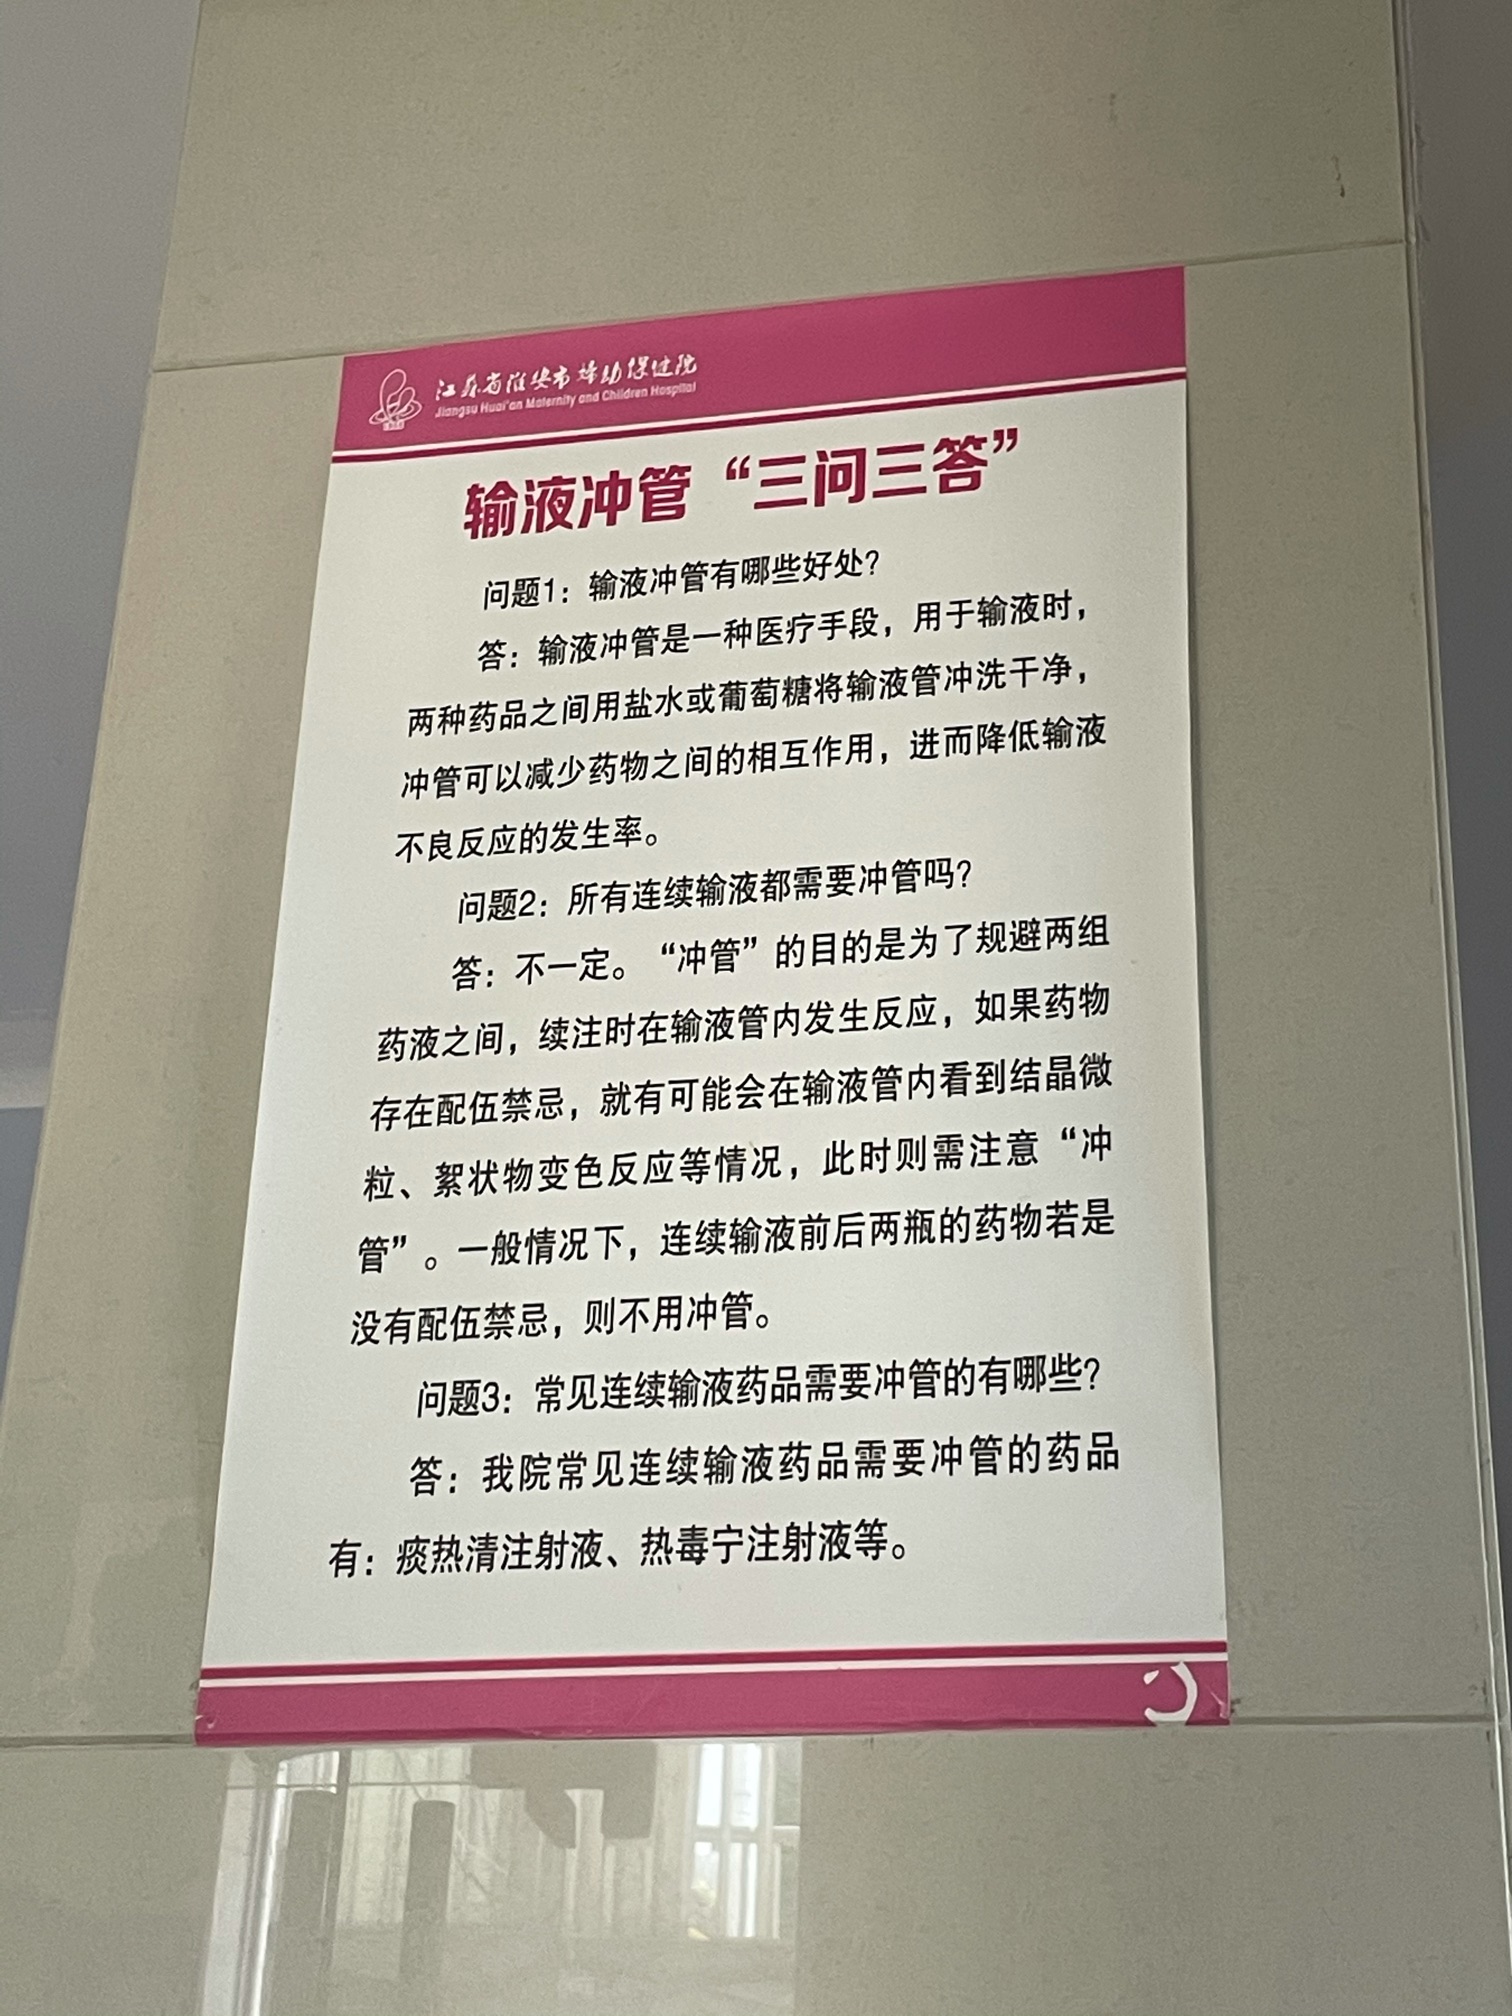 江苏省淮安市妇幼保健院
Jiangsu Huai'an Maternity and Children Hospital
输液冲管“三问三答”
问题1：输液冲管有哪些好处？
答：输液冲管是一种医疗手段，用于输液时，
两种药品之间用盐水或葡萄糖将输液管冲洗干净，
冲管可以减少药物之间的相互作用，进而降低输液
不良反应的发生率。
问题2：所有连续输液都需要冲管吗？
答：不一定。“冲管”的目的是为了规避两组
药液之间，续注时在输液管内发生反应，如果药物
存在配伍禁忌，就有可能会在输液管内看到结晶微
粒、絮状物变色反应等情况，此时则需注意“冲
管”。一般情况下，连续输液前后两瓶的药物若是
没有配伍禁忌，则不用冲管。
问题3：常见连续输液药品需要冲管的有哪些？
答：我院常见连续输液药品需要冲管的药品
有：痰热清注射液、热毒宁注射液等。